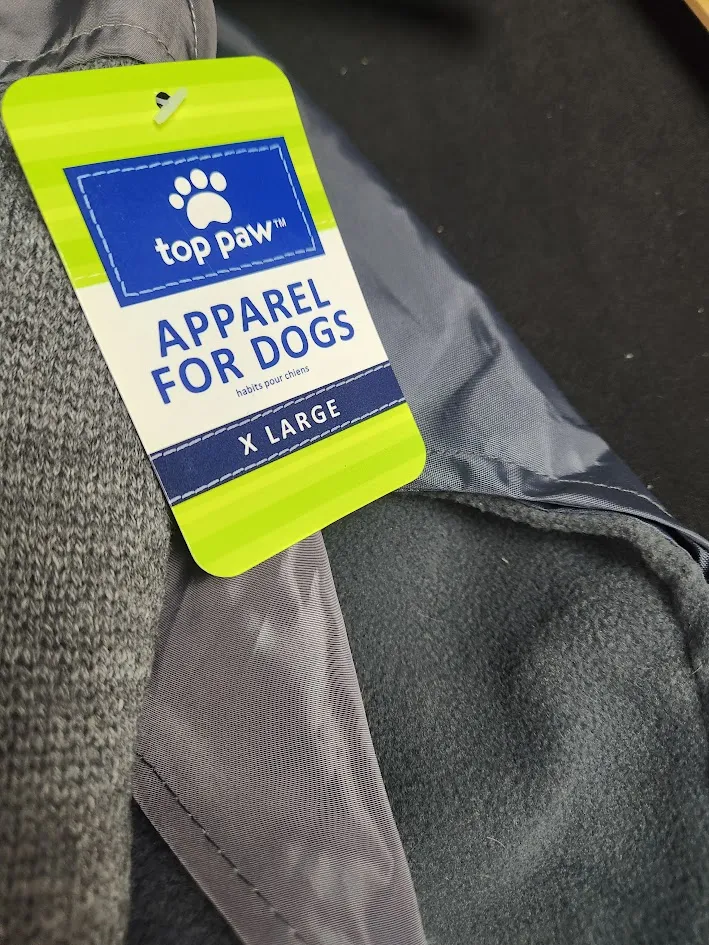 top paw™
APPAREL
FOR DOGS
habits pour chiens
X LARGE